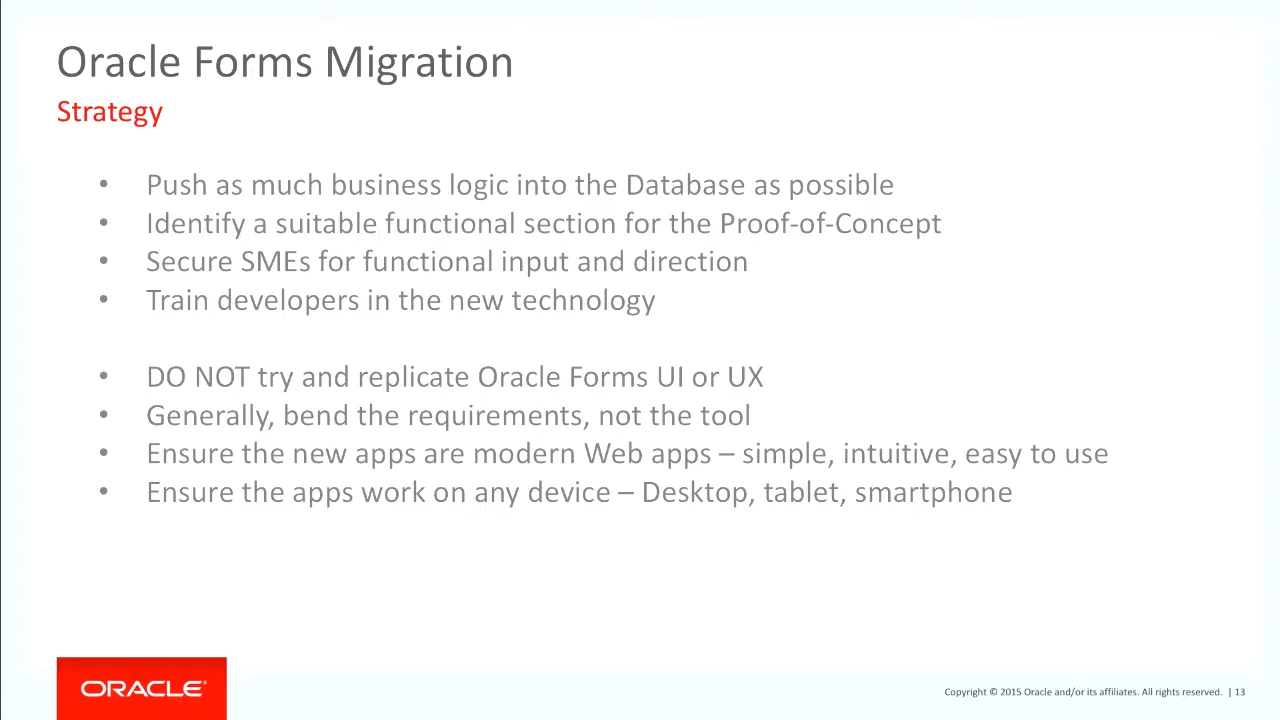 Oracle Forms Migration
Strategy
• Push as much business logic into the Database as possible
• Identify a suitable functional section for the Proof-of-Concept
• Secure SMEs for functional input and direction
• Train developers in the new technology
• DO NOT try and replicate Oracle Forms UI or UX
• Generally, bend the requirements, not the tool
• Ensure the new apps are modern Web apps – simple, intuitive, easy to use
• Ensure the apps work on any device – Desktop, tablet, smartphone
ORACLE®
Copyright © 2015 Oracle and/or its affiliates. All rights reserved. | 13